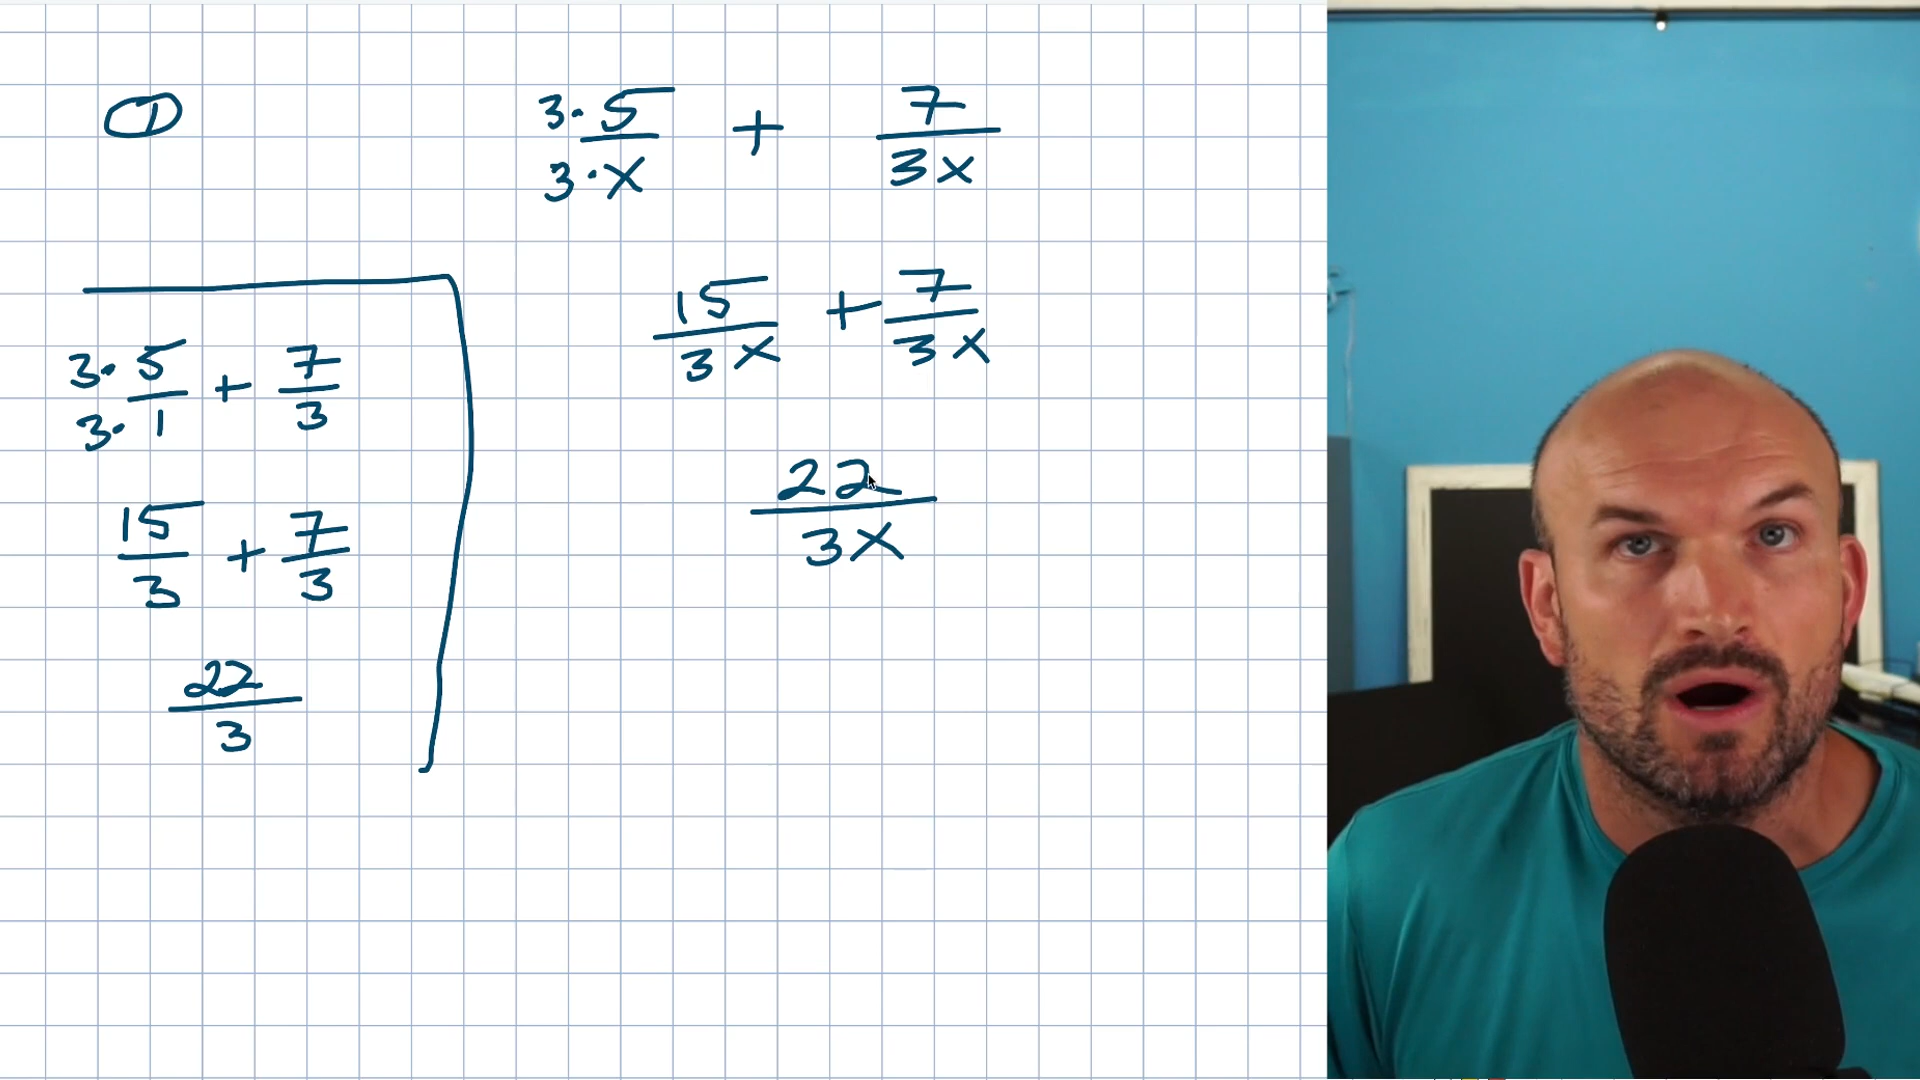 ①
3·5/3·x + 7/3x
15/3x + 7/3x
22/3x
3·5/3·1 + 7/3
15/3 + 7/3
22/3